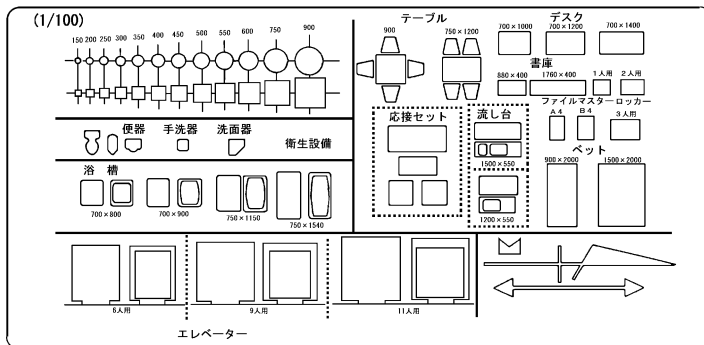 (1/100)
150 200 250 300 350 400 450 500 550 600 750 900
テーブル
900
750×1200
デスク
700×1000
700×1200
700×1400
書庫
880×400
1760×400
1人用
2人用
ファイルマスターロッカー
A4
B4
3人用
便器
手洗器
洗面器
衛生設備
応接セット
流し台
1500×550
1200×550
ベット
900×2000
1500×2000
浴槽
700×800
700×900
750×1150
750×1540
6人用
9人用
11人用
エレベーター